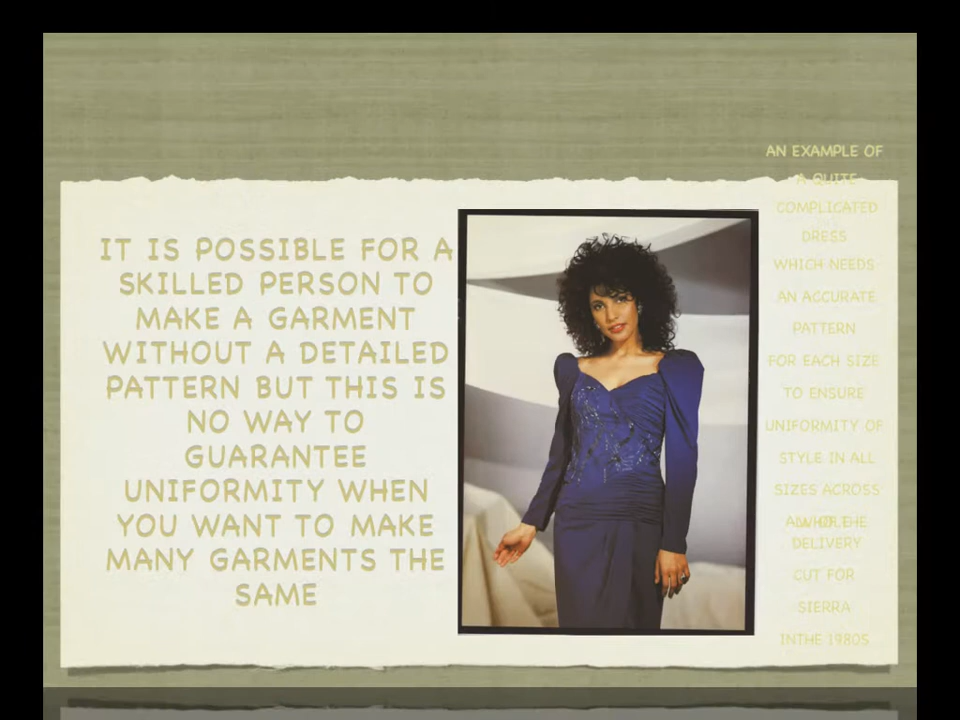 IT IS POSSIBLE FOR A
SKILLED PERSON TO
MAKE A GARMENT
WITHOUT A DETAILED
PATTERN BUT THIS IS
NO WAY TO
GUARANTEE
UNIFORMITY WHEN
YOU WANT TO MAKE
MANY GARMENTS THE
SAME
AN EXAMPLE OF
A QUITE
COMPLICATED
DRESS
WHICH NEEDS
AN ACCURATE
PATTERN
FOR EACH SIZE
TO ENSURE
UNIFORMITY OF
STYLE IN ALL
SIZES ACROSS
DELIVERY
CUT FOR
SIERRA
INTHE 1980S